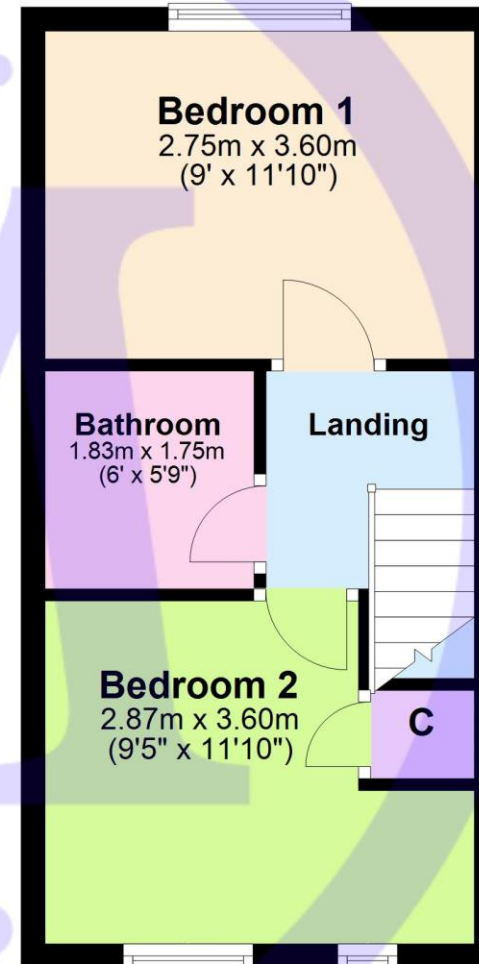 Bedroom 1
2.75m x 3.60m
(9' x 11'10")
Bathroom
1.83m x 1.75m
(6' x 5'9")
Landing
Bedroom 2
2.87m x 3.60m
(9'5" x 11'10")
C